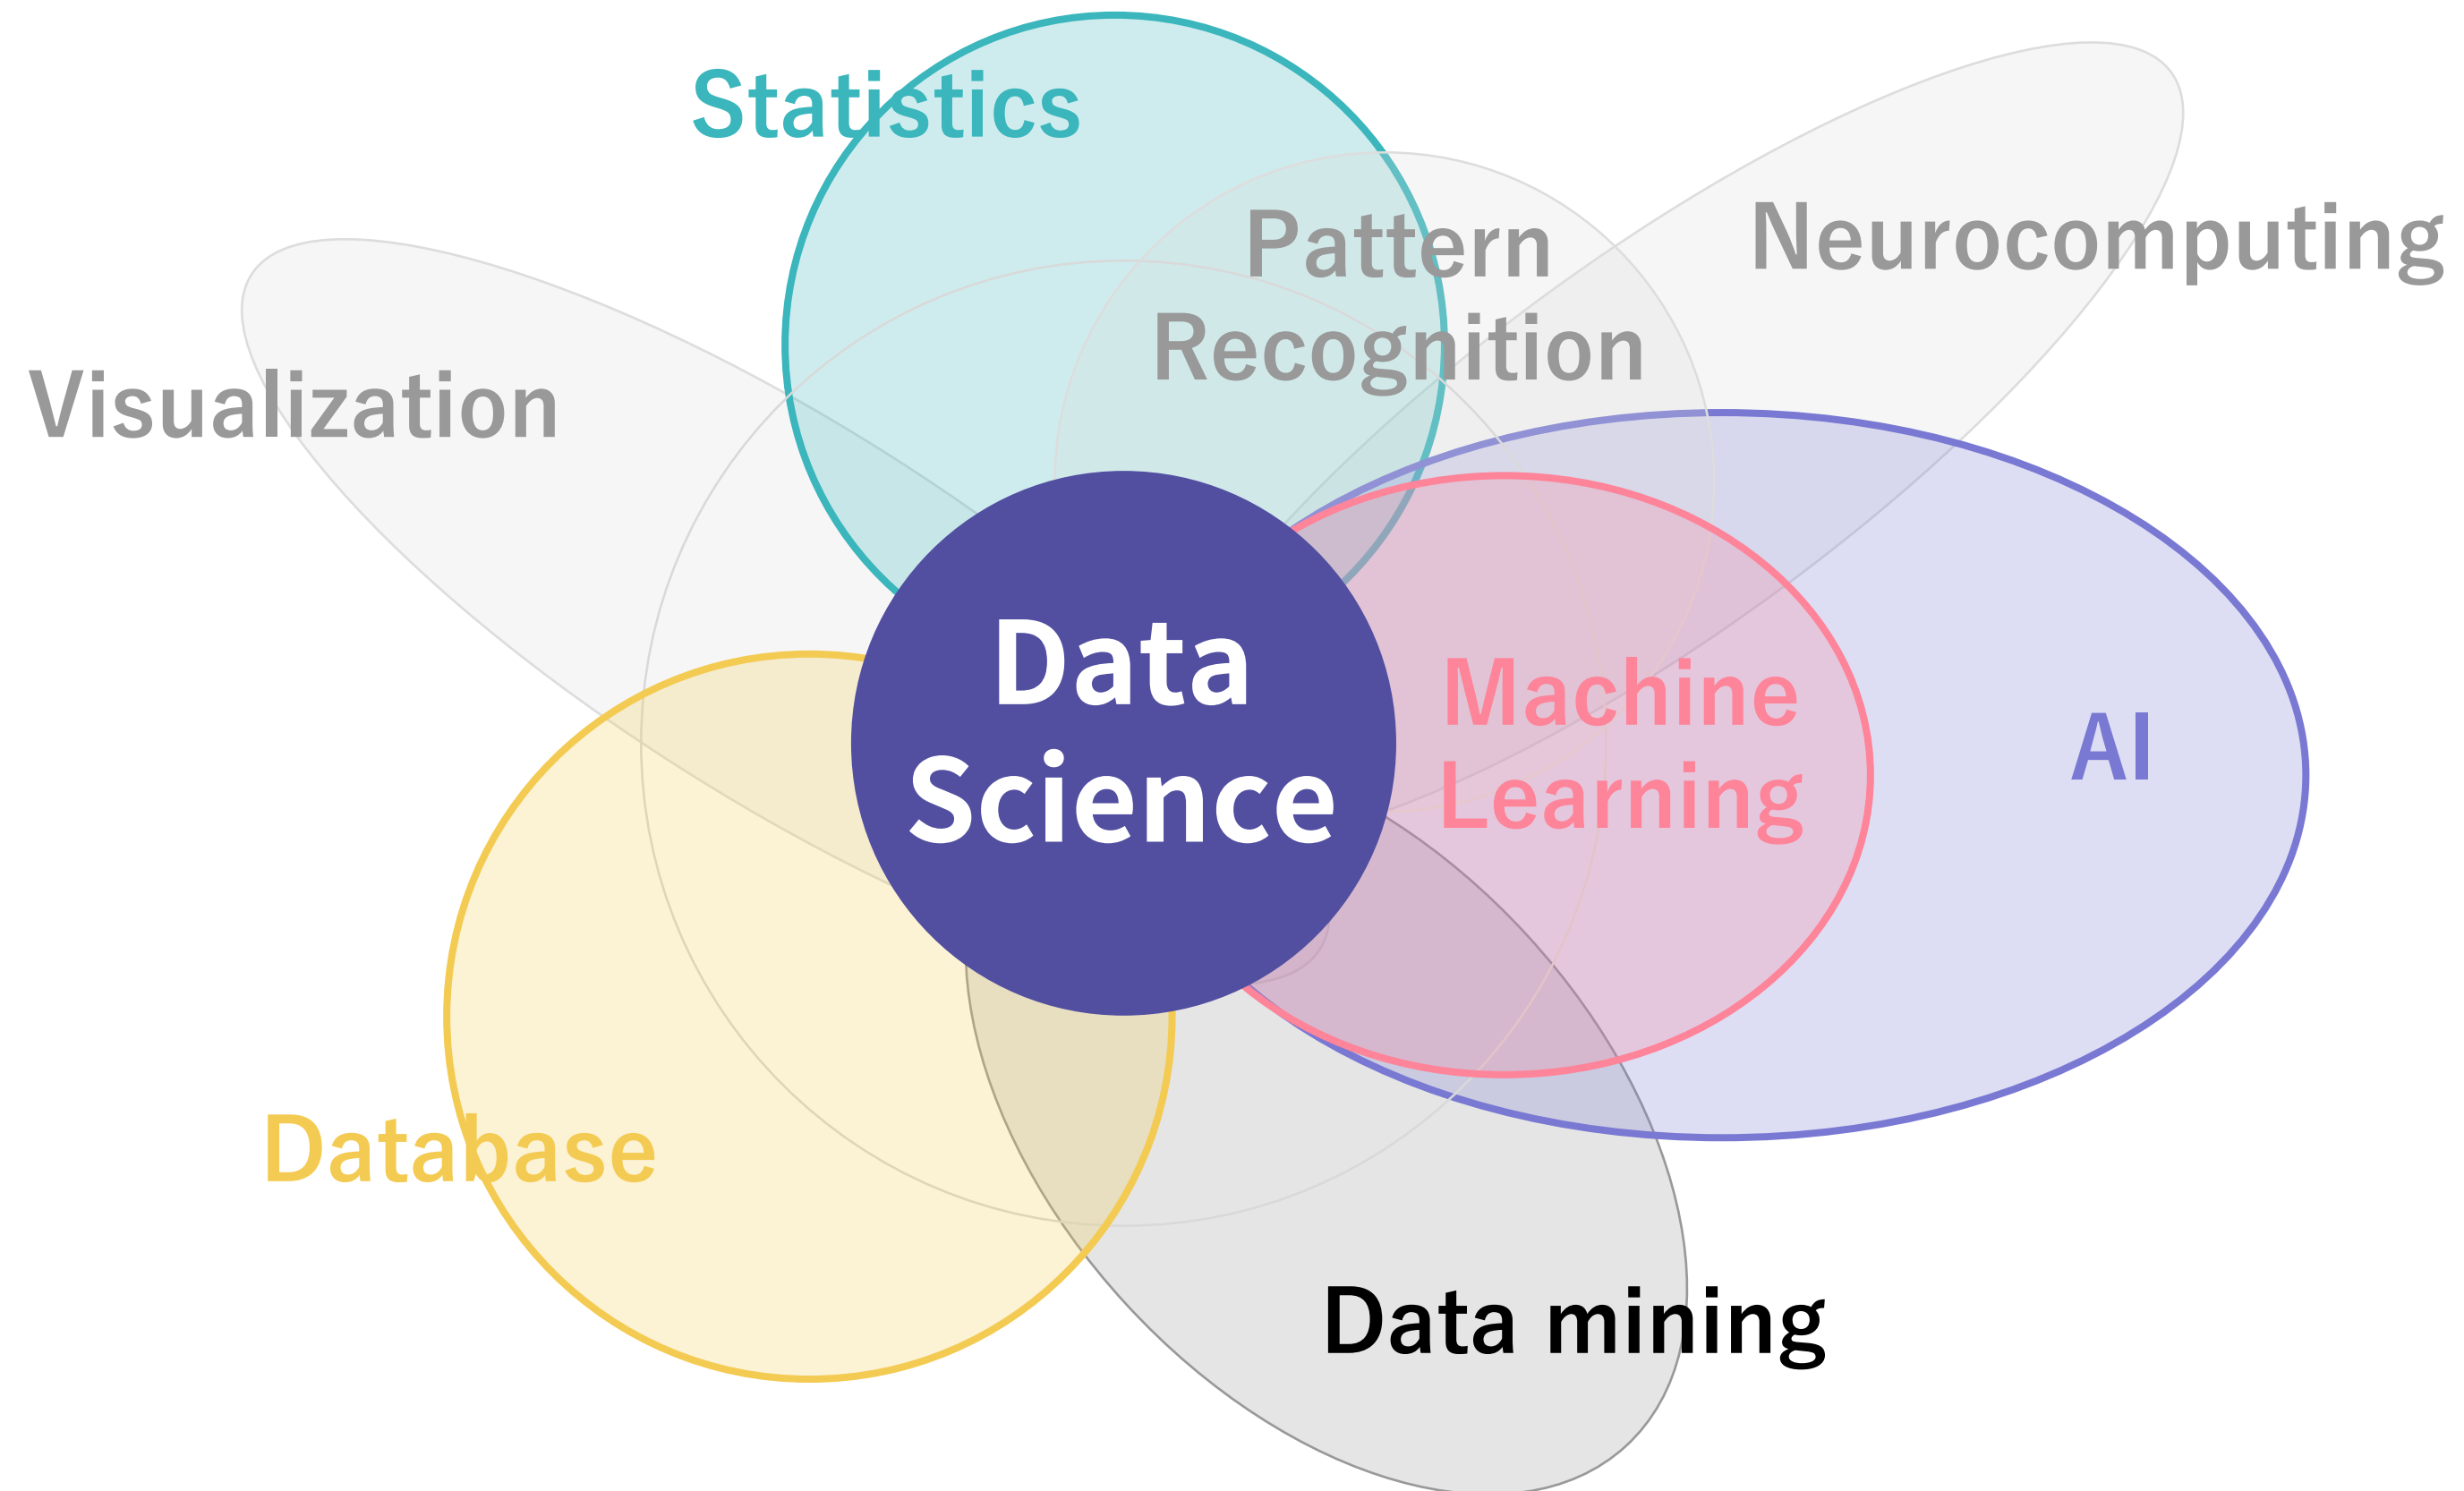 Statistics
Pattern
Recognition
Neurocomputing
Visualization
Data
Science
Machine
Learning
AI
Database
Data mining